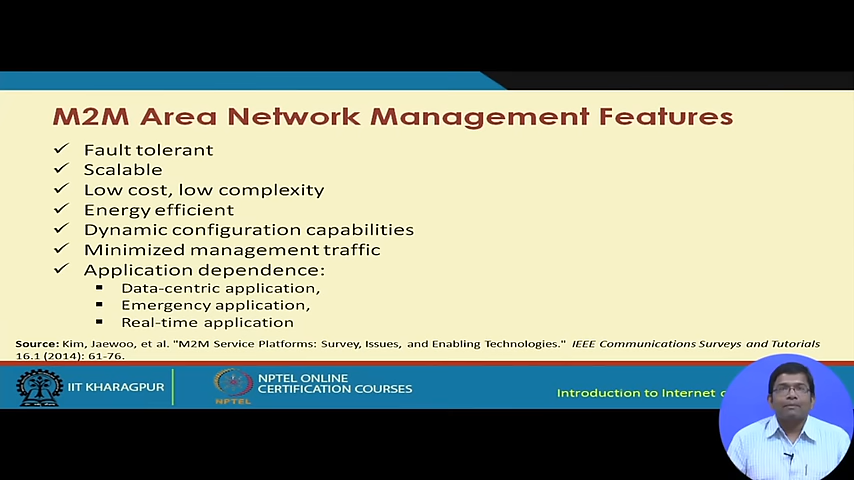 M2M Area Network Management Features
✓ Fault tolerant
✓ Scalable
✓ Low cost, low complexity
✓ Energy efficient
✓ Dynamic configuration capabilities
✓ Minimized management traffic
✓ Application dependence:
▪ Data-centric application,
▪ Emergency application,
▪ Real-time application
Source: Kim, Jaewoo, et al. "M2M Service Platforms: Survey, Issues, and Enabling Technologies." IEEE Communications Surveys and Tutorials
16.1 (2014): 61-76.
IIT KHARAGPUR
NPTEL
NPTEL ONLINE
CERTIFICATION COURSES
Introduction to Internet